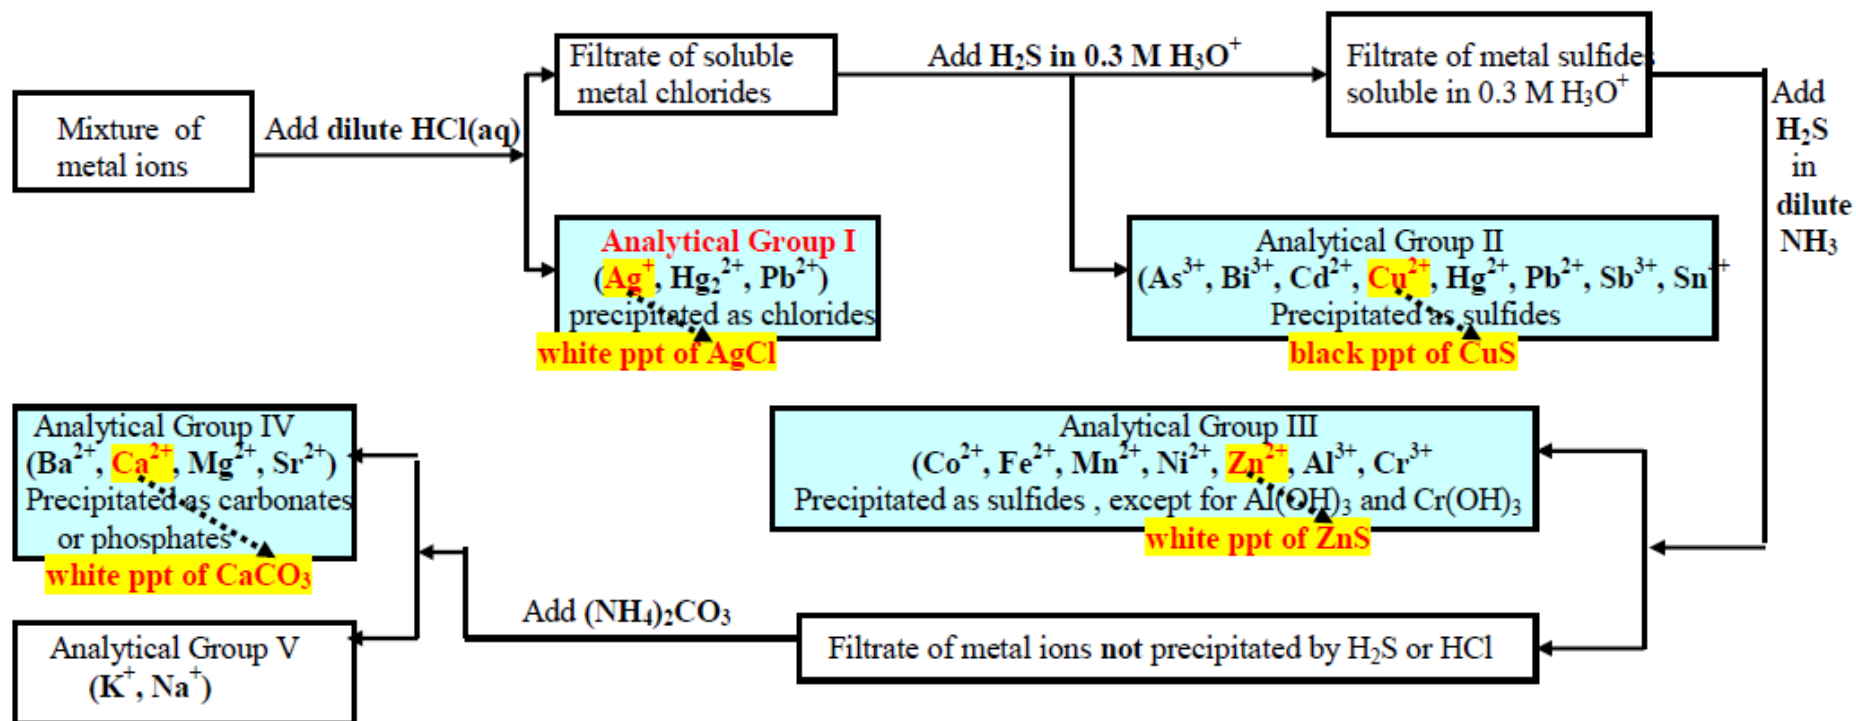 Mixture of
metal ions
Add dilute HCl(aq)
Filtrate of soluble
metal chlorides
Add H₂S in 0.3 M H₃O⁺
Filtrate of metal sulfides
soluble in 0.3 M H₃O⁺
Add
H₂S
in
dilute
NH₃
Analytical Group I
(Ag⁺, Hg₂²⁺, Pb²⁺)
precipitated as chlorides
white ppt of AgCl
Analytical Group II
(As³⁺, Bi³⁺, Cd²⁺, Cu²⁺, Hg²⁺, Pb²⁺, Sb³⁺, Sn
Precipitated as sulfides
black ppt of CuS
Analytical Group III
(Co²⁺, Fe²⁺, Mn²⁺, Ni²⁺, Zn²⁺, Al³⁺, Cr³⁺
Precipitated as sulfides , except for Al(OH)₃ and Cr(OH)₃
white ppt of ZnS
Filtrate of metal ions not precipitated by H₂S or HCl
Add (NH₄)₂CO₃
Analytical Group IV
(Ba²⁺, Ca²⁺, Mg²⁺, Sr²⁺)
Precipitated as carbonates
or phosphates
white ppt of CaCO₃
Analytical Group V
(K⁺, Na⁺)